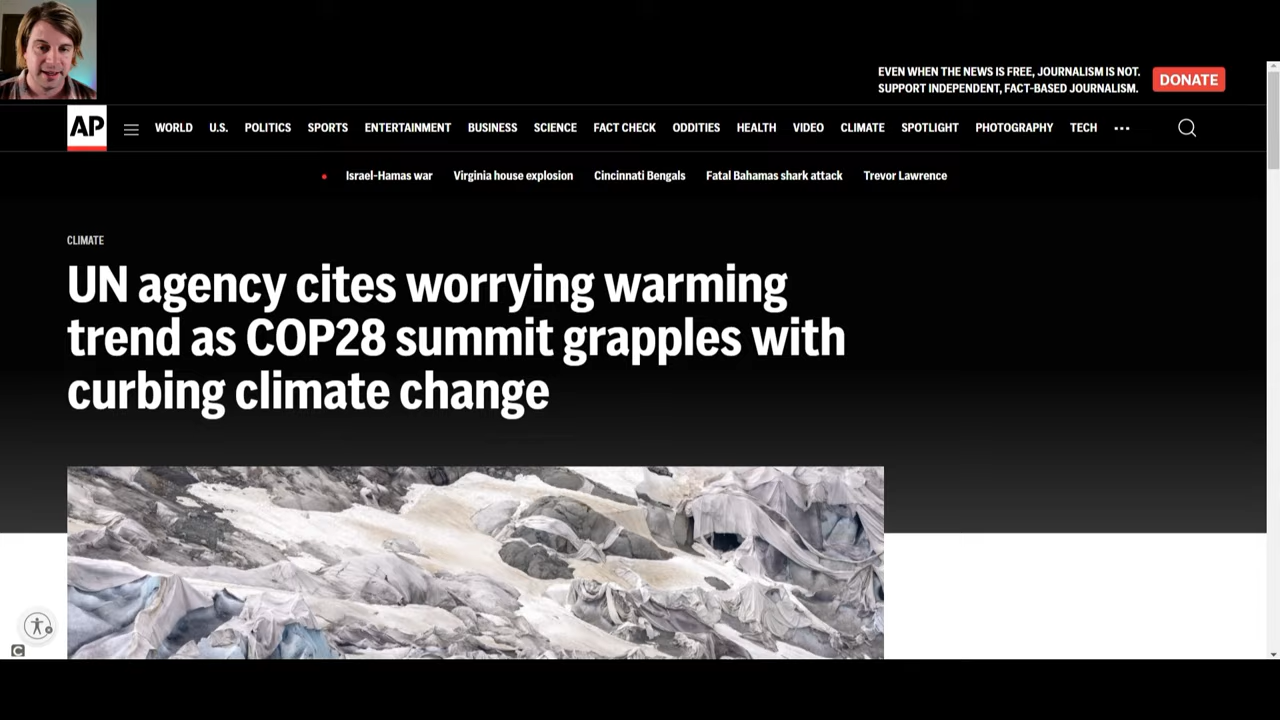 EVEN WHEN THE NEWS IS FREE, JOURNALISM IS NOT.
SUPPORT INDEPENDENT, FACT-BASED JOURNALISM.
DONATE
AP
WORLD U.S. POLITICS SPORTS ENTERTAINMENT BUSINESS SCIENCE FACT CHECK ODDITIES HEALTH VIDEO CLIMATE SPOTLIGHT PHOTOGRAPHY TECH ...
Israel-Hamas war Virginia house explosion Cincinnati Bengals Fatal Bahamas shark attack Trevor Lawrence
CLIMATE
UN agency cites worrying warming
trend as COP28 summit grapples with
curbing climate change
C